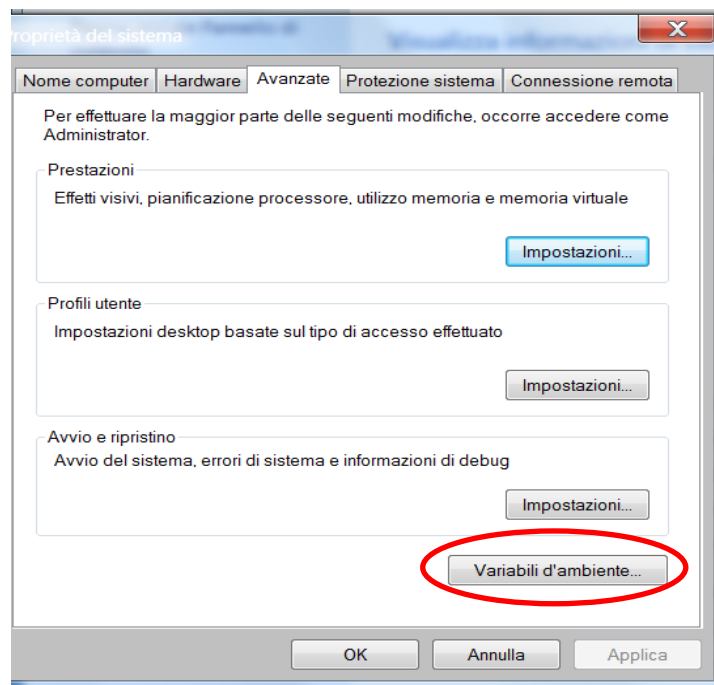 Proprietà del sistema
Nome computer Hardware Avanzate Protezione sistema Connessione remota
Per effettuare la maggior parte delle seguenti modifiche, occorre accedere come
Administrator.
Prestazioni
Effetti visivi, pianificazione processore, utilizzo memoria e memoria virtuale
Impostazioni...
Profili utente
Impostazioni desktop basate sul tipo di accesso effettuato
Impostazioni...
Avvio e ripristino
Avvio del sistema, errori di sistema e informazioni di debug
Impostazioni...
Variabili d'ambiente...
OK Annulla Applica